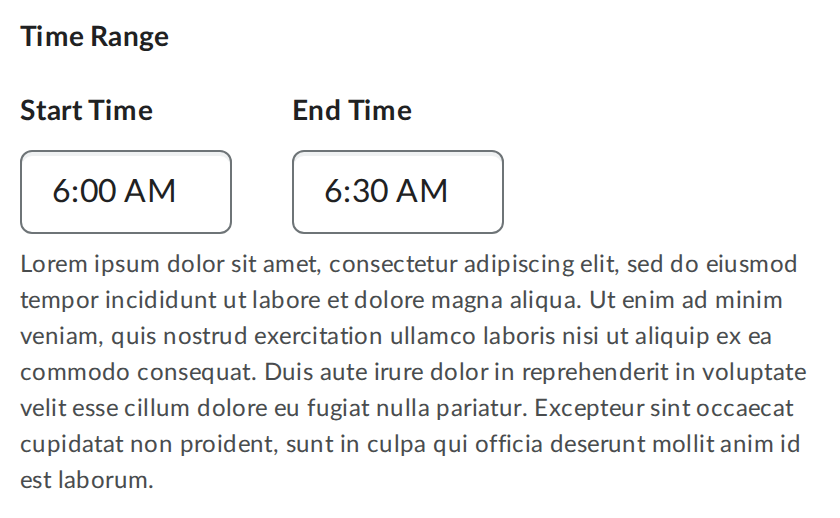 Time Range
Start Time End Time
6:00 AM 6:30 AM
Lorem ipsum dolor sit amet, consectetur adipiscing elit, sed do eiusmod
tempor incididunt ut labore et dolore magna aliqua. Ut enim ad minim
veniam, quis nostrud exercitation ullamco laboris nisi ut aliquip ex ea
commodo consequat. Duis aute irure dolor in reprehenderit in voluptate
velit esse cillum dolore eu fugiat nulla pariatur. Excepteur sint occaecat
cupidatat non proident, sunt in culpa qui officia deserunt mollit anim id
est laborum.